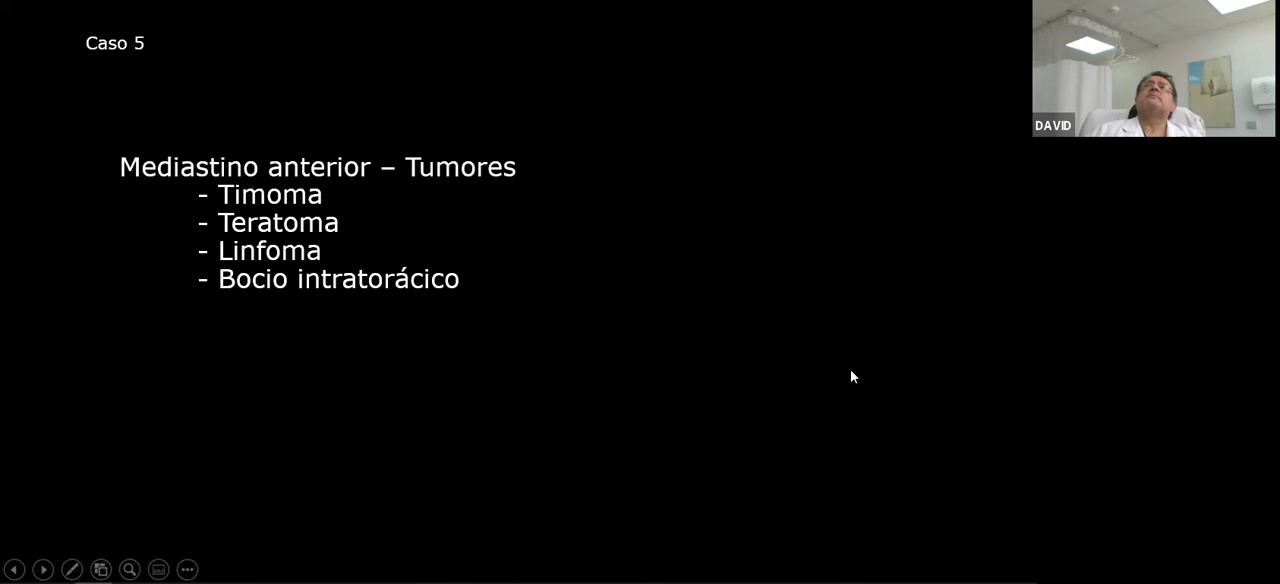 Caso 5
DAVID
Mediastino anterior – Tumores
- Timoma
- Teratoma
- Linfoma
- Bocio intratorácico